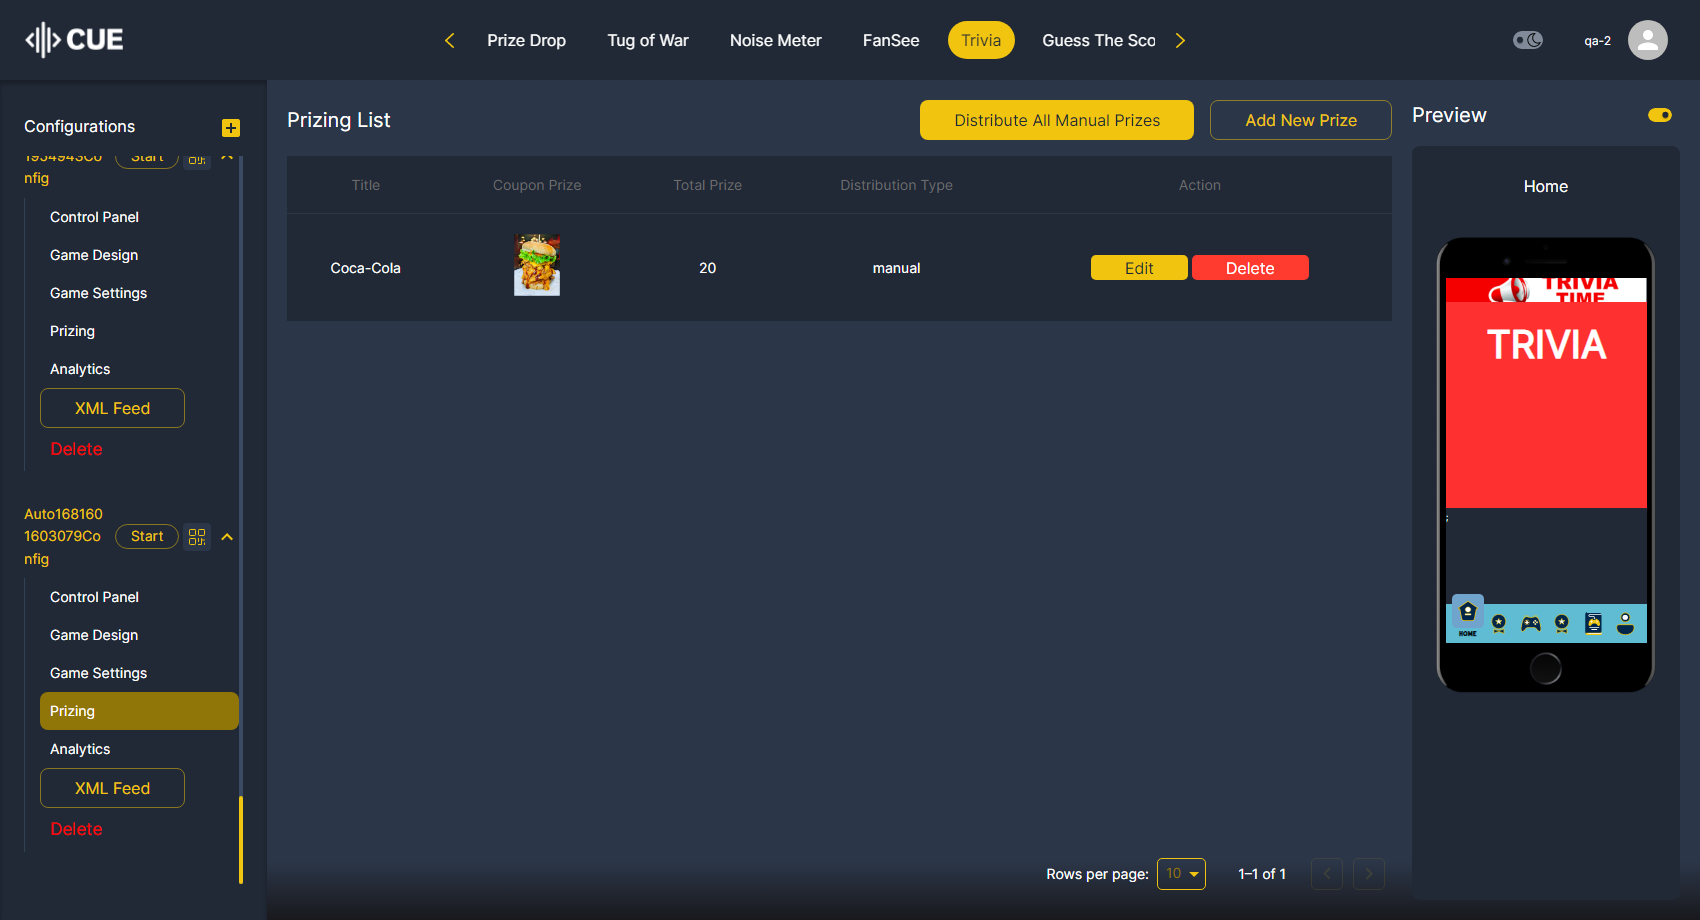 CUE
Prize Drop
Tug of War
Noise Meter
FanSee
Trivia
Guess The Sco
qa-2
Configurations
Start
nfig
Control Panel
Game Design
Game Settings
Prizing
Analytics
XML Feed
Delete
Auto168160
1603079Co
nfig
Start
Control Panel
Game Design
Game Settings
Prizing
Analytics
XML Feed
Delete
Prizing List
Distribute All Manual Prizes
Add New Prize
Title
Coupon Prize
Total Prize
Distribution Type
Action
Coca-Cola
20
manual
Edit
Delete
Rows per page:
10
1–1 of 1
Preview
Home
TRIVIA
TIME
TRIVIA
;
HOME